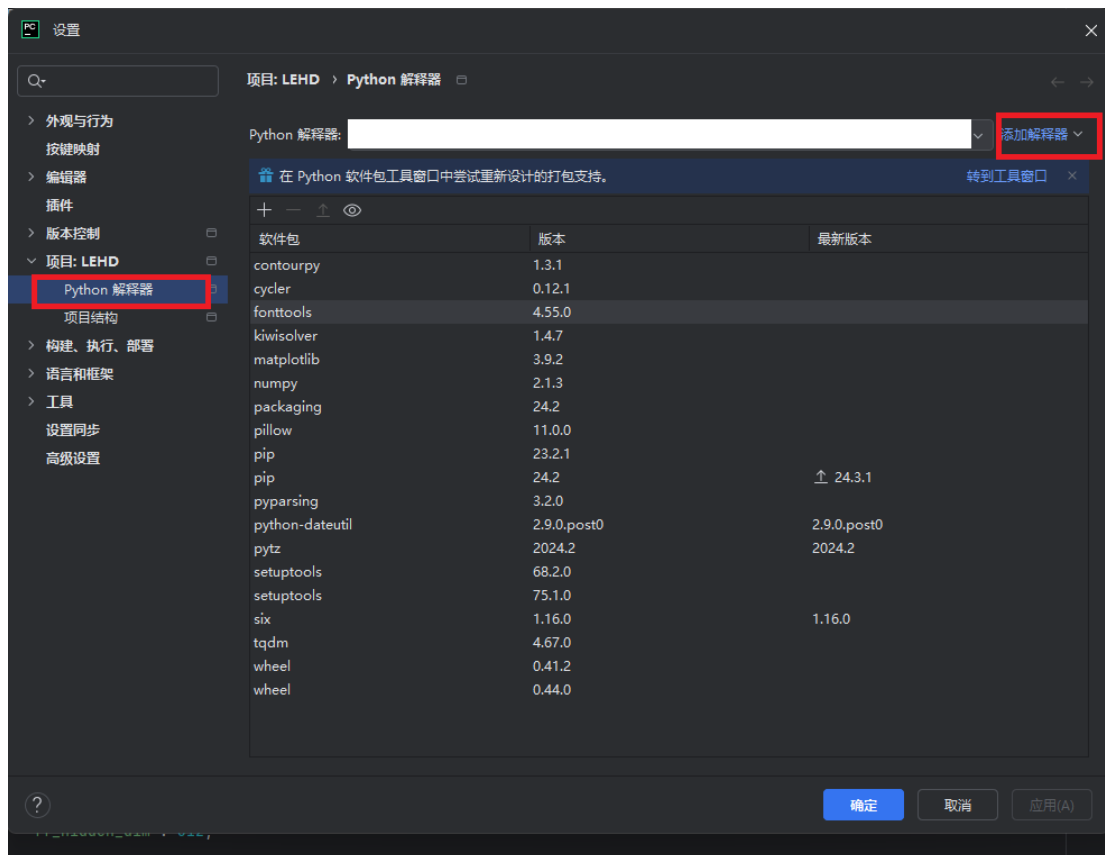 PC 设置
项目: LEHD › Python 解释器
外观与行为
按键映射
编辑器
插件
版本控制
项目: LEHD
Python 解释器
项目结构
构建、执行、部署
语言和框架
工具
设置同步
高级设置
Python 解释器: 添加解释器
在 Python 软件包工具窗口中尝试重新设计的打包支持。 转到工具窗口
软件包 版本 最新版本
contourpy 1.3.1
cycler 0.12.1
fonttools 4.55.0
kiwisolver 1.4.7
matplotlib 3.9.2
numpy 2.1.3
packaging 24.2
pillow 11.0.0
pip 23.2.1
pip 24.2 24.3.1
pyparsing 3.2.0
python-dateutil 2.9.0.post0 2.9.0.post0
pytz 2024.2 2024.2
setuptools 68.2.0
setuptools 75.1.0
six 1.16.0 1.16.0
tqdm 4.67.0
wheel 0.41.2
wheel 0.44.0
? 确定 取消 应用(A)